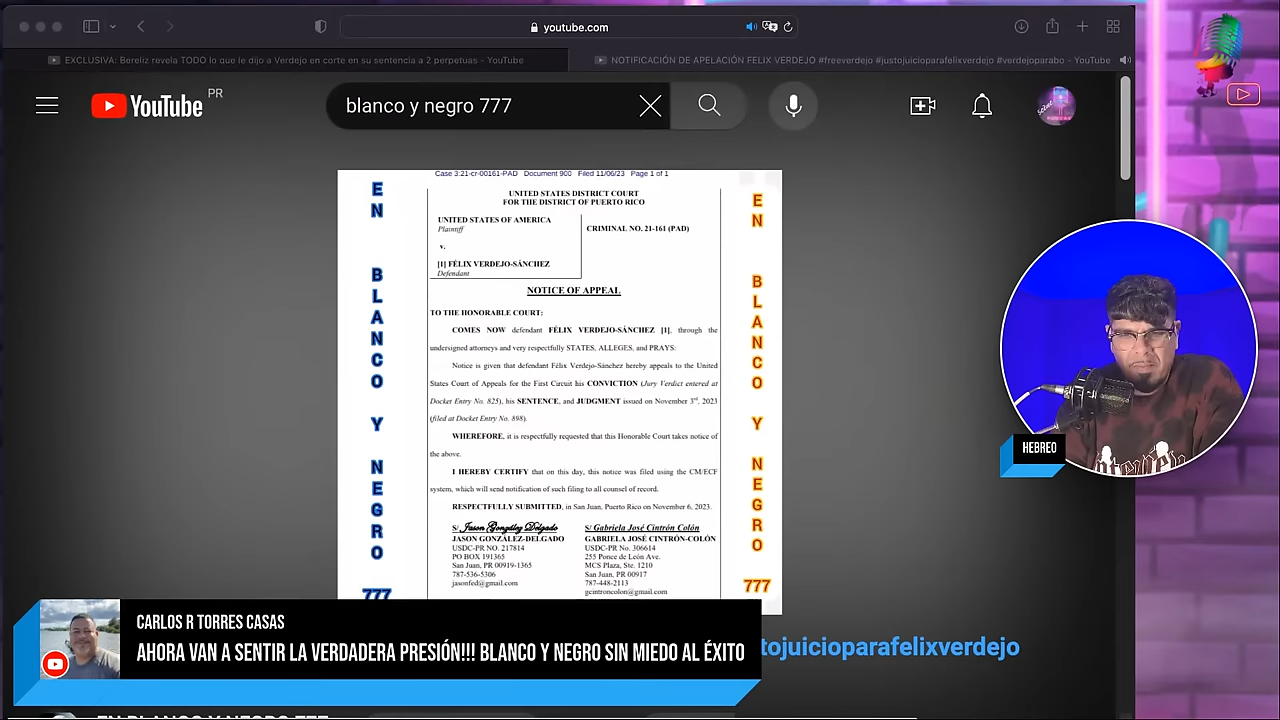 youtube.com
EXCLUSIVA: Bereliz revela TODO lo que le dijo a Verdejo en corte en su sentencia a 2 perpetuas - YouTube
NOTIFICACIÓN DE APELACIÓN FELIX VERDEJO #freeverdejo #justojuicioparafelixverdejo #verdejoparabo - YouTube
YouTube PR
blanco y negro 777
Case 3:21-cr-00161-PAD Document 900 Filed 11/06/23 Page 1 of 1
EN BLANCO Y NEGRO 777
UNITED STATES DISTRICT COURT
FOR THE DISTRICT OF PUERTO RICO
UNITED STATES OF AMERICA
Plaintiff
v.
[1] FÉLIX VERDEJO-SÁNCHEZ
Defendant
CRIMINAL NO. 21-161 (PAD)
NOTICE OF APPEAL
TO THE HONORABLE COURT:
COMES NOW defendant FÉLIX VERDEJO-SÁNCHEZ [1], through the
undersigned attorneys and very respectfully STATES, ALLEGES, and PRAYS:
Notice is given that defendant Félix Verdejo-Sánchez hereby appeals to the United
States Court of Appeals for the First Circuit his CONVICTION (Jury Verdict entered at
Docket Entry No. 825), his SENTENCE, and JUDGMENT issued on November 3rd, 2023
(filed at Docket Entry No. 898).
WHEREFORE, it is respectfully requested that this Honorable Court takes notice of
the above.
I HEREBY CERTIFY that on this day, this notice was filed using the CM/ECF
system, which will send notification of such filing to all counsel of record.
RESPECTFULLY SUBMITTED, in San Juan, Puerto Rico on November 6, 2023.
S/ Jason González Delgado
JASON GONZÁLEZ-DELGADO
USDC-PR NO. 217814
PO BOX 191365
San Juan, PR 00919-1365
787-536-5306
jasonfed@gmail.com
S/ Gabriela José Cintrón Colón
GABRIELA JOSÉ CINTRÓN-COLÓN
USDC-PR No. 306614
255 Ponce de León Ave.
MCS Plaza, Ste. 1210
San Juan, PR 00917
787-448-2113
gcintroncolon@gmail.com
EN BLANCO Y NEGRO 777
HEBREO
CARLOS R TORRES CASAS
AHORA VAN A SENTIR LA VERDADERA PRESIÓN!!! BLANCO Y NEGRO SIN MIEDO AL ÉXITO
tojuicioparafelixverdejo
EN BLANCO Y NEGRO 777